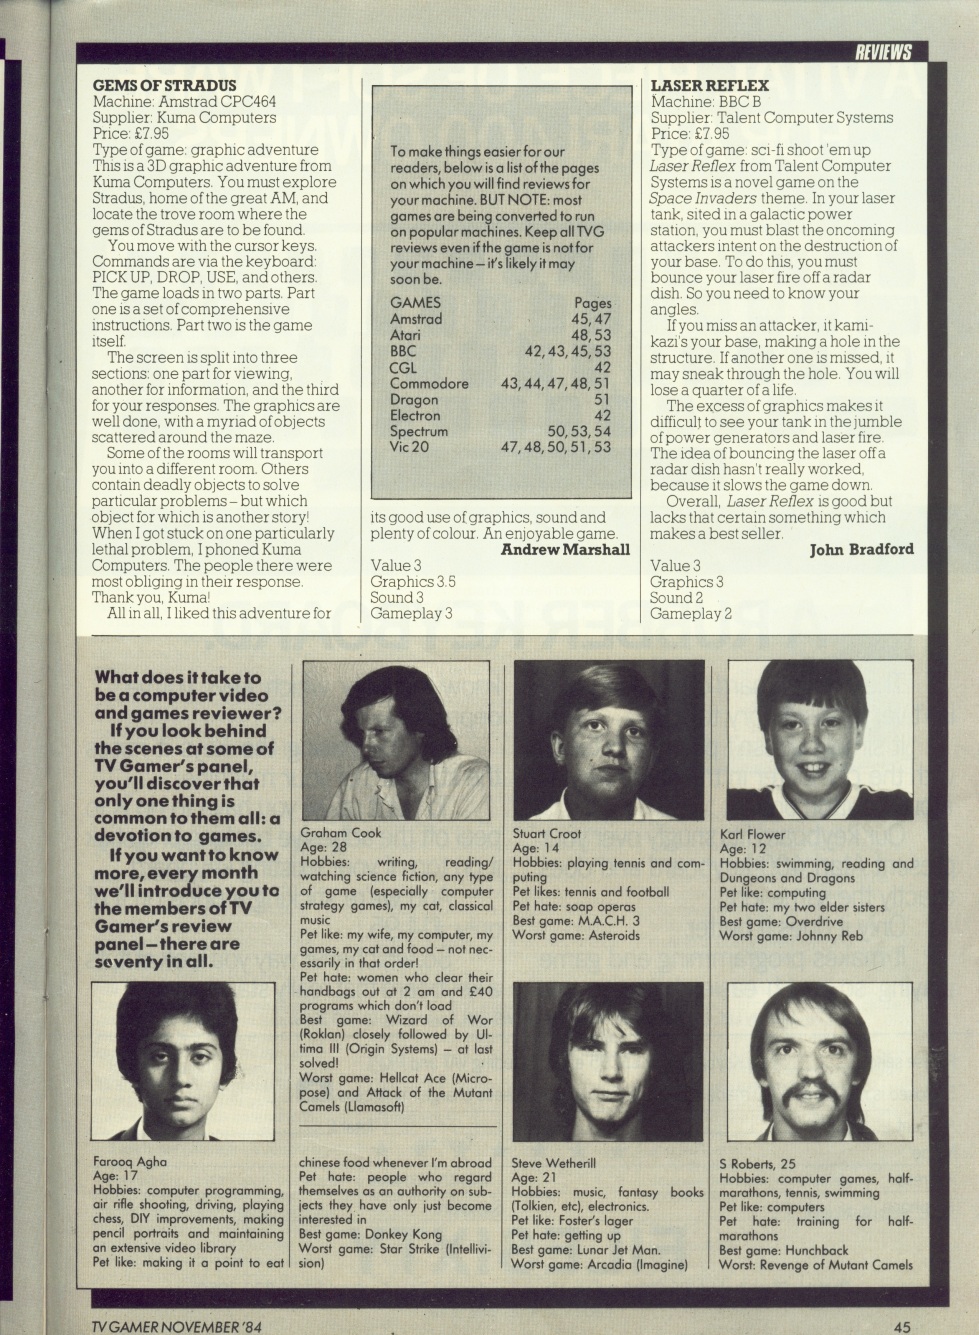 REVIEWS
GEMS OF STRADUS
Machine: Amstrad CPC464
Supplier: Kuma Computers
Price: £7.95
Type of game: graphic adventure
This is a 3D graphic adventure from
Kuma Computers. You must explore
Stradus, home of the great AM, and
locate the trove room where the
gems of Stradus are to be found.
You move with the cursor keys.
Commands are via the keyboard:
PICK UP, DROP, USE, and others.
The game loads in two parts. Part
one is a set of comprehensive
instructions. Part two is the game
itself.
The screen is split into three
sections: one part for viewing,
another for information, and the third
for your responses. The graphics are
well done, with a myriad of objects
scattered around the maze.
Some of the rooms will transport
you into a different room. Others
contain deadly objects to solve
particular problems – but which
object for which is another story!
When I got stuck on one particularly
lethal problem, I phoned Kuma
Computers. The people there were
most obliging in their response.
Thank you, Kuma!
All in all, I liked this adventure for
To make things easier for our
readers, below is a list of the pages
on which you will find reviews for
your machine. BUT NOTE: most
games are being converted to run
on popular machines. Keep all TVG
reviews even if the game is not for
your machine – it's likely it may
soon be.
GAMES Pages
Amstrad 45, 47
Atari 48, 53
BBC 42, 43, 45, 53
CGL 42
Commodore 43, 44, 47, 48, 51
Dragon 51
Electron 42
Spectrum 50, 53, 54
Vic 20 47, 48, 50, 51, 53
its good use of graphics, sound and
plenty of colour. An enjoyable game.
Andrew Marshall
Value 3
Graphics 3.5
Sound 3
Gameplay 3
LASER REFLEX
Machine: BBC B
Supplier: Talent Computer Systems
Price: £7.95
Type of game: sci-fi shoot 'em up
Laser Reflex from Talent Computer
Systems is a novel game on the
Space Invaders theme. In your laser
tank, sited in a galactic power
station, you must blast the oncoming
attackers intent on the destruction of
your base. To do this, you must
bounce your laser fire off a radar
dish. So you need to know your
angles.
If you miss an attacker, it kami-
kazi's your base, making a hole in the
structure. If another one is missed, it
may sneak through the hole. You will
lose a quarter of a life.
The excess of graphics makes it
difficult to see your tank in the jumble
of power generators and laser fire.
The idea of bouncing the laser off a
radar dish hasn't really worked,
because it slows the game down.
Overall, Laser Reflex is good but
lacks that certain something which
makes a best seller.
John Bradford
Value 3
Graphics 3
Sound 2
Gameplay 2
What does it take to
be a computer video
and games reviewer?
If you look behind
the scenes at some of
TV Gamer's panel,
you'll discover that
only one thing is
common to them all: a
devotion to games.
If you want to know
more, every month
we'll introduce you to
the members of TV
Gamer's review
panel – there are
seventy in all.
Graham Cook
Age: 28
Hobbies: writing, reading/
watching science fiction, any type
of game (especially computer
strategy games), my cat, classical
music
Pet like: my wife, my computer, my
games, my cat and food – not nec-
essarily in that order!
Pet hate: women who clear their
handbags out at 2 am and £40
programs which don't load
Best game: Wizard of Wor
(Roklan) closely followed by Ul-
tima III (Origin Systems) – at last
solved!
Worst game: Hellcat Ace (Micro-
pose) and Attack of the Mutant
Camels (Llamasoft)
Stuart Croot
Age: 14
Hobbies: playing tennis and com-
puting
Pet likes: tennis and football
Pet hate: soap operas
Best game: M.A.C.H. 3
Worst game: Asteroids
Karl Flower
Age: 12
Hobbies: swimming, reading and
Dungeons and Dragons
Pet like: computing
Pet hate: my two elder sisters
Best game: Overdrive
Worst game: Johnny Reb
Farooq Agha
Age: 17
Hobbies: computer programming,
air rifle shooting, driving, playing
chess, DIY improvements, making
pencil portraits and maintaining
an extensive video library
Pet like: making it a point to eat
chinese food whenever I'm abroad
Pet hate: people who regard
themselves as an authority on sub-
jects they have only just become
interested in
Best game: Donkey Kong
Worst game: Star Strike (Intellivi-
sion)
Steve Wetherill
Age: 21
Hobbies: music, fantasy books
(Tolkien, etc), electronics.
Pet like: Foster's lager
Pet hate: getting up
Best game: Lunar Jet Man.
Worst game: Arcadia (Imagine)
S Roberts, 25
Hobbies: computer games, half-
marathons, tennis, swimming
Pet like: computers
Pet hate: training for half-
marathons
Best game: Hunchback
Worst: Revenge of Mutant Camels
TV GAMER NOVEMBER '84
45